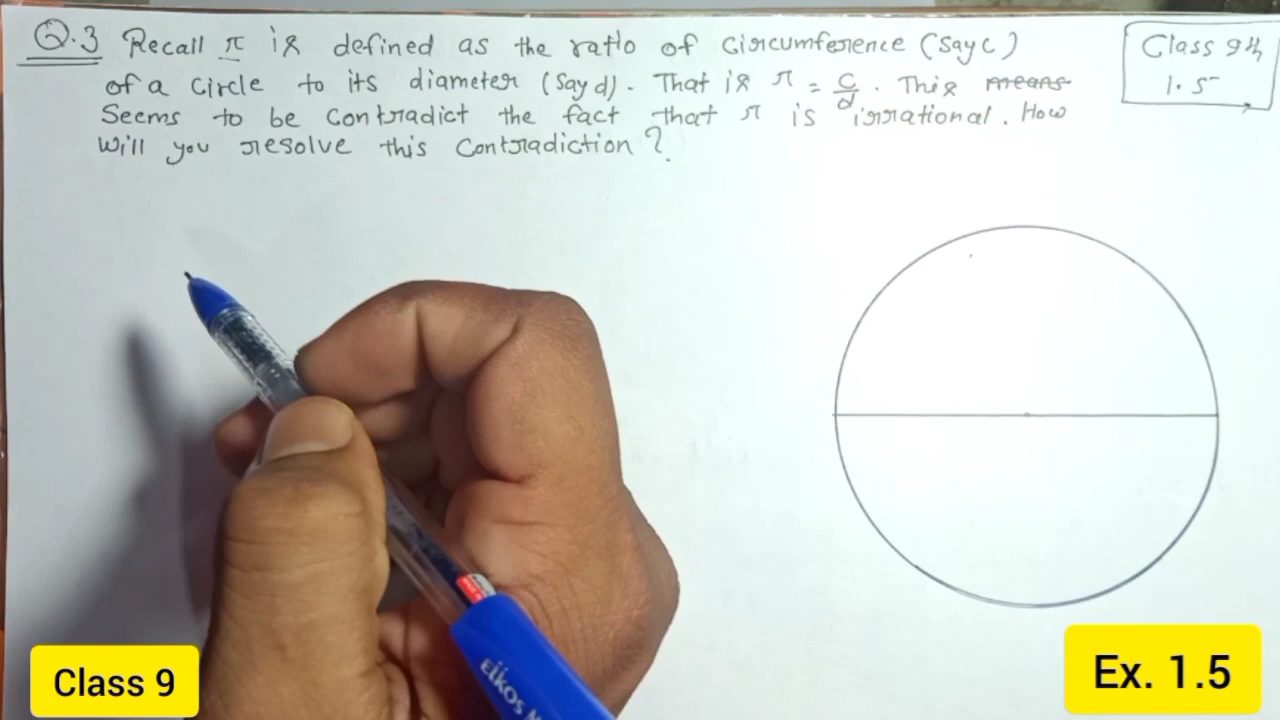 Q.3 Recall π is defined as the ratio of circumference (say c)
of a circle to its diameter (say d). That is π = c/d. This means
Seems to be contradict the fact that π is irrational. How
will you resolve this contradiction?
Class 9th
1.5
Eikos
Class 9
Ex. 1.5